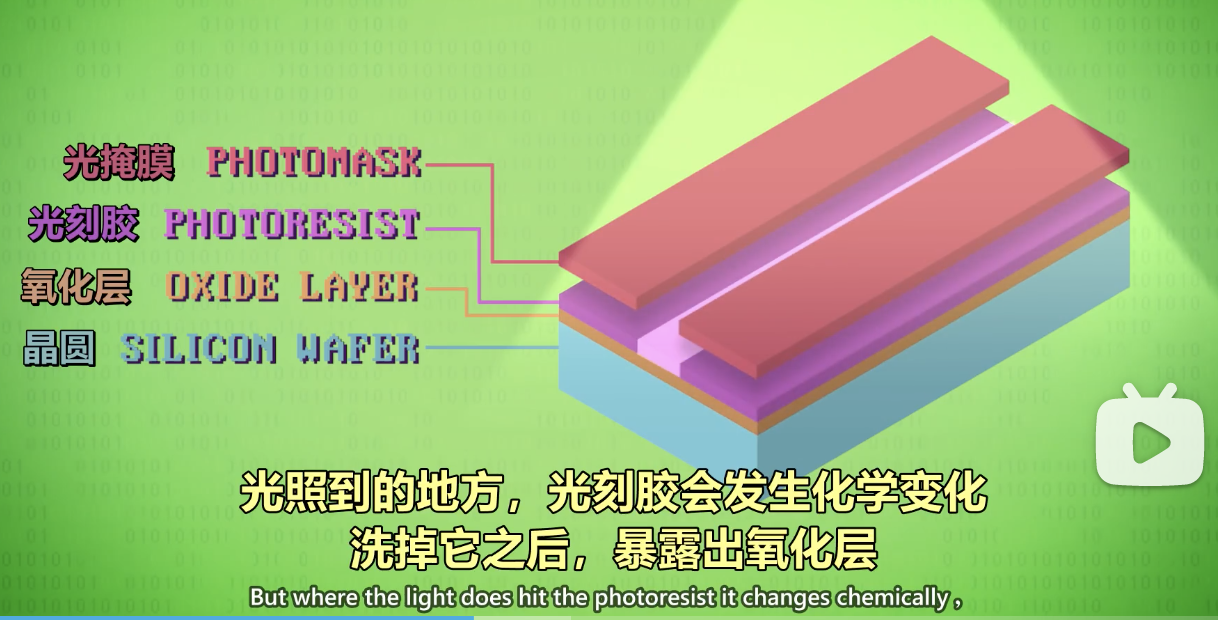 光掩膜 PHOTOMASK
光刻胶 PHOTORESIST
氧化层 OXIDE LAYER
晶圆 SILICON WAFER
光照到的地方，光刻胶会发生化学变化
洗掉它之后，暴露出氧化层
But where the light does hit the photoresist it changes chemically，